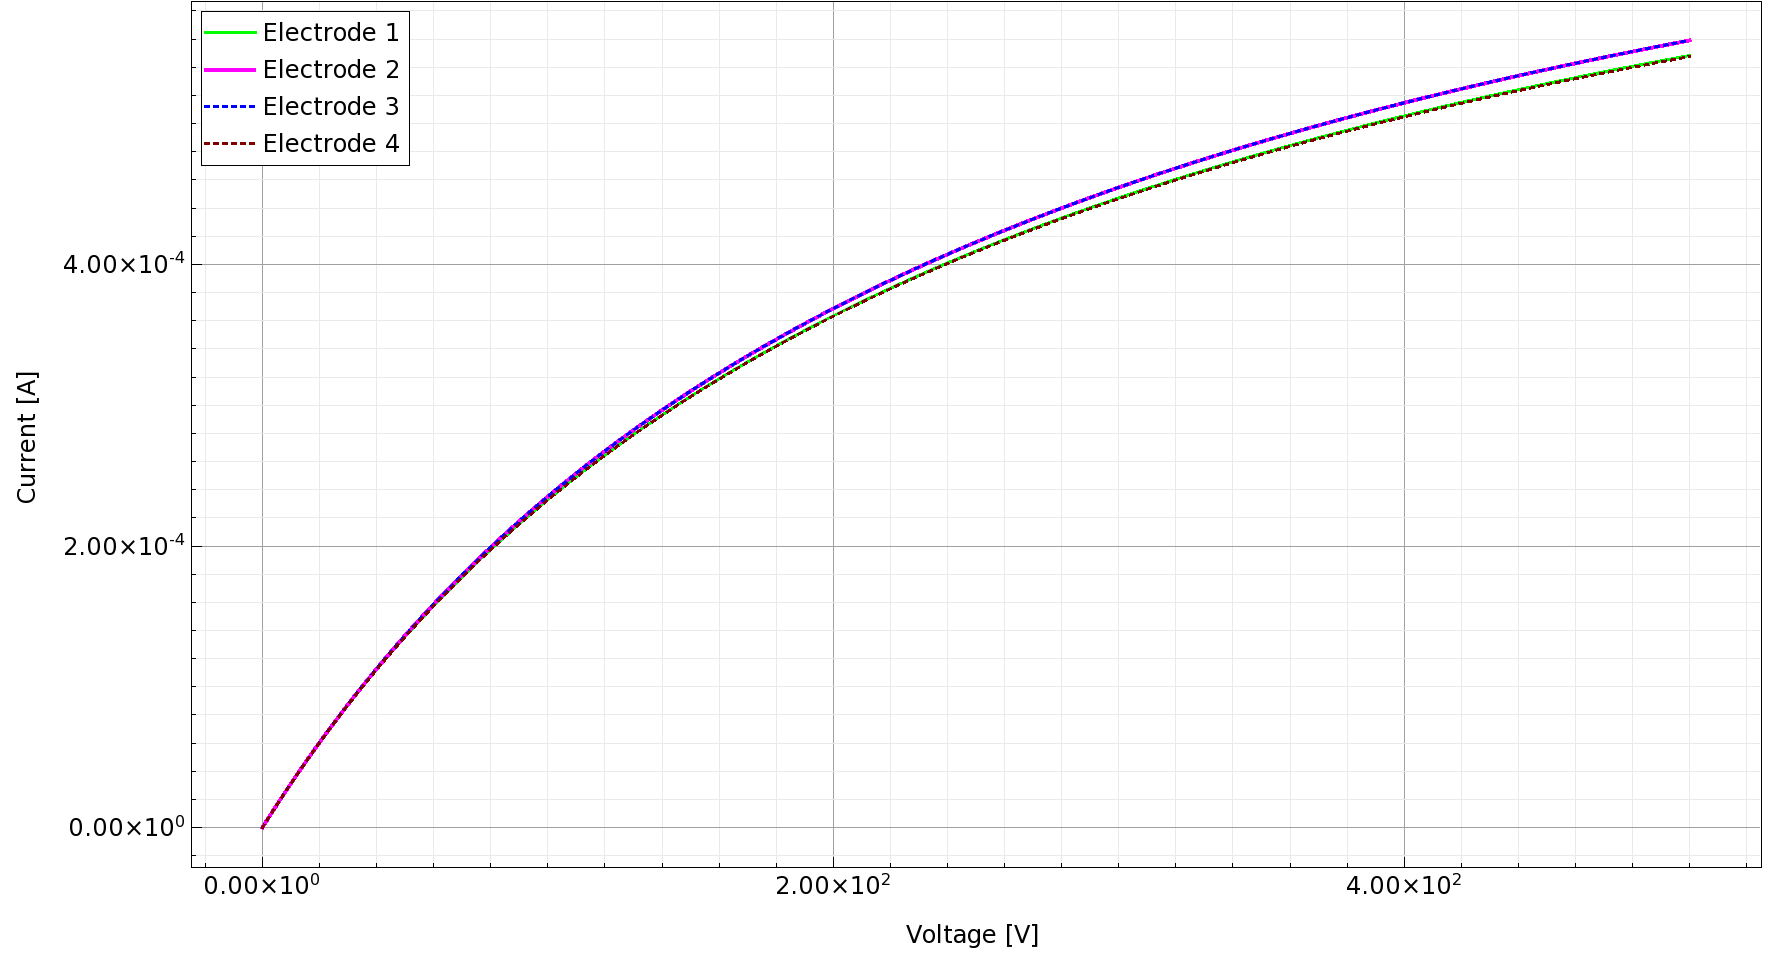 Electrode 1
Electrode 2
Electrode 3
Electrode 4
4.00×10⁻⁴
2.00×10⁻⁴
0.00×10⁰
Current [A]
0.00×10⁰ 2.00×10² 4.00×10²
Voltage [V]